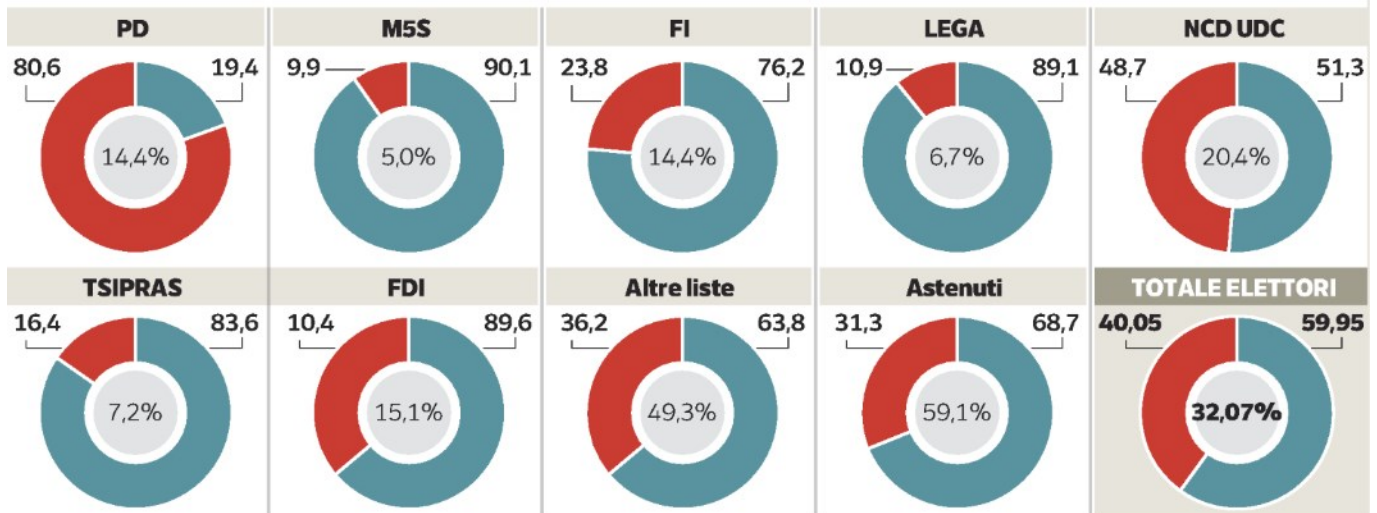 PD M5S FI LEGA NCD UDC
80,6 19,4 9,9 90,1 23,8 76,2 10,9 89,1 48,7 51,3
14,4% 5,0% 14,4% 6,7% 20,4%
TSIPRAS FDI Altre liste Astenuti TOTALE ELETTORI
16,4 83,6 10,4 89,6 36,2 63,8 31,3 68,7 40,05 59,95
7,2% 15,1% 49,3% 59,1% 32,07%